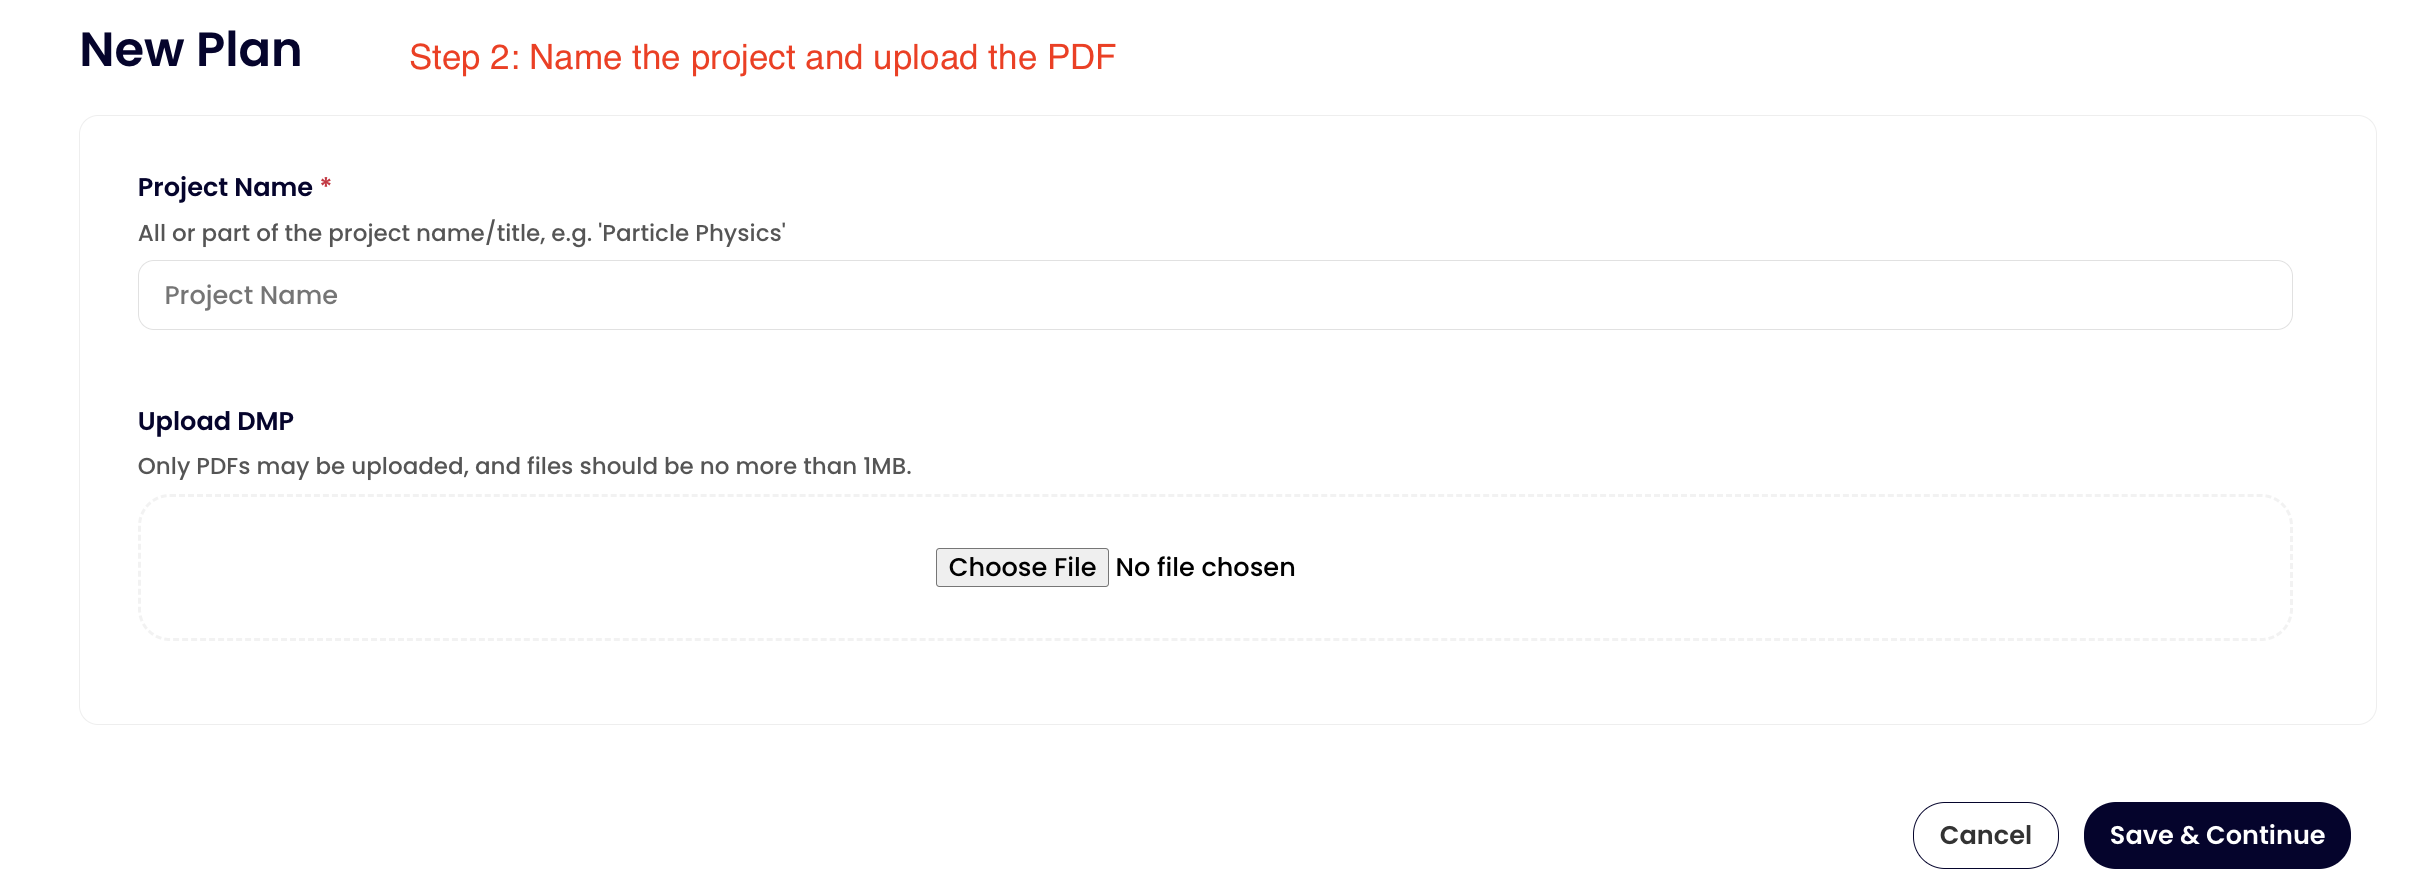 New Plan
Step 2: Name the project and upload the PDF
Project Name *
All or part of the project name/title, e.g. 'Particle Physics'
Project Name
Upload DMP
Only PDFs may be uploaded, and files should be no more than 1MB.
Choose File No file chosen
Cancel Save & Continue